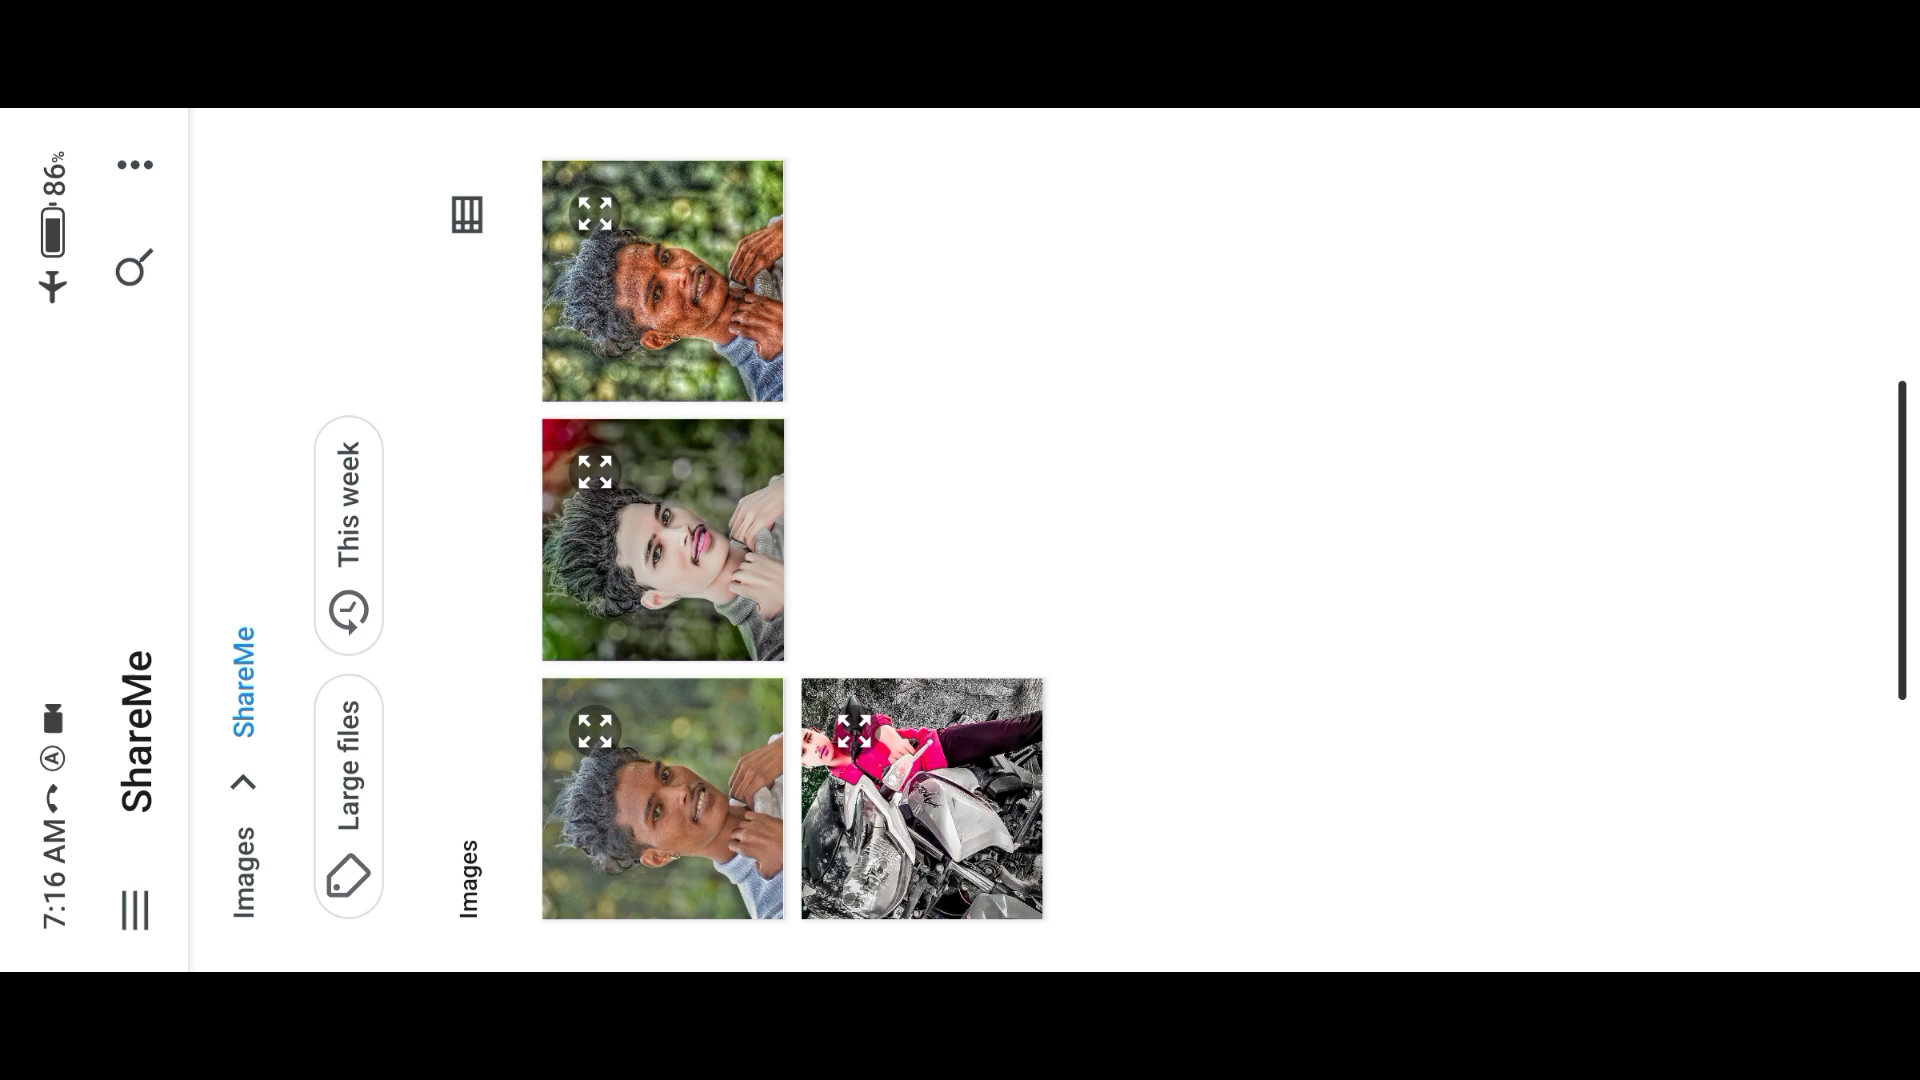 7:16 AM Ⓐ 86%
ShareMe
Images > ShareMe
Large files This week
Images